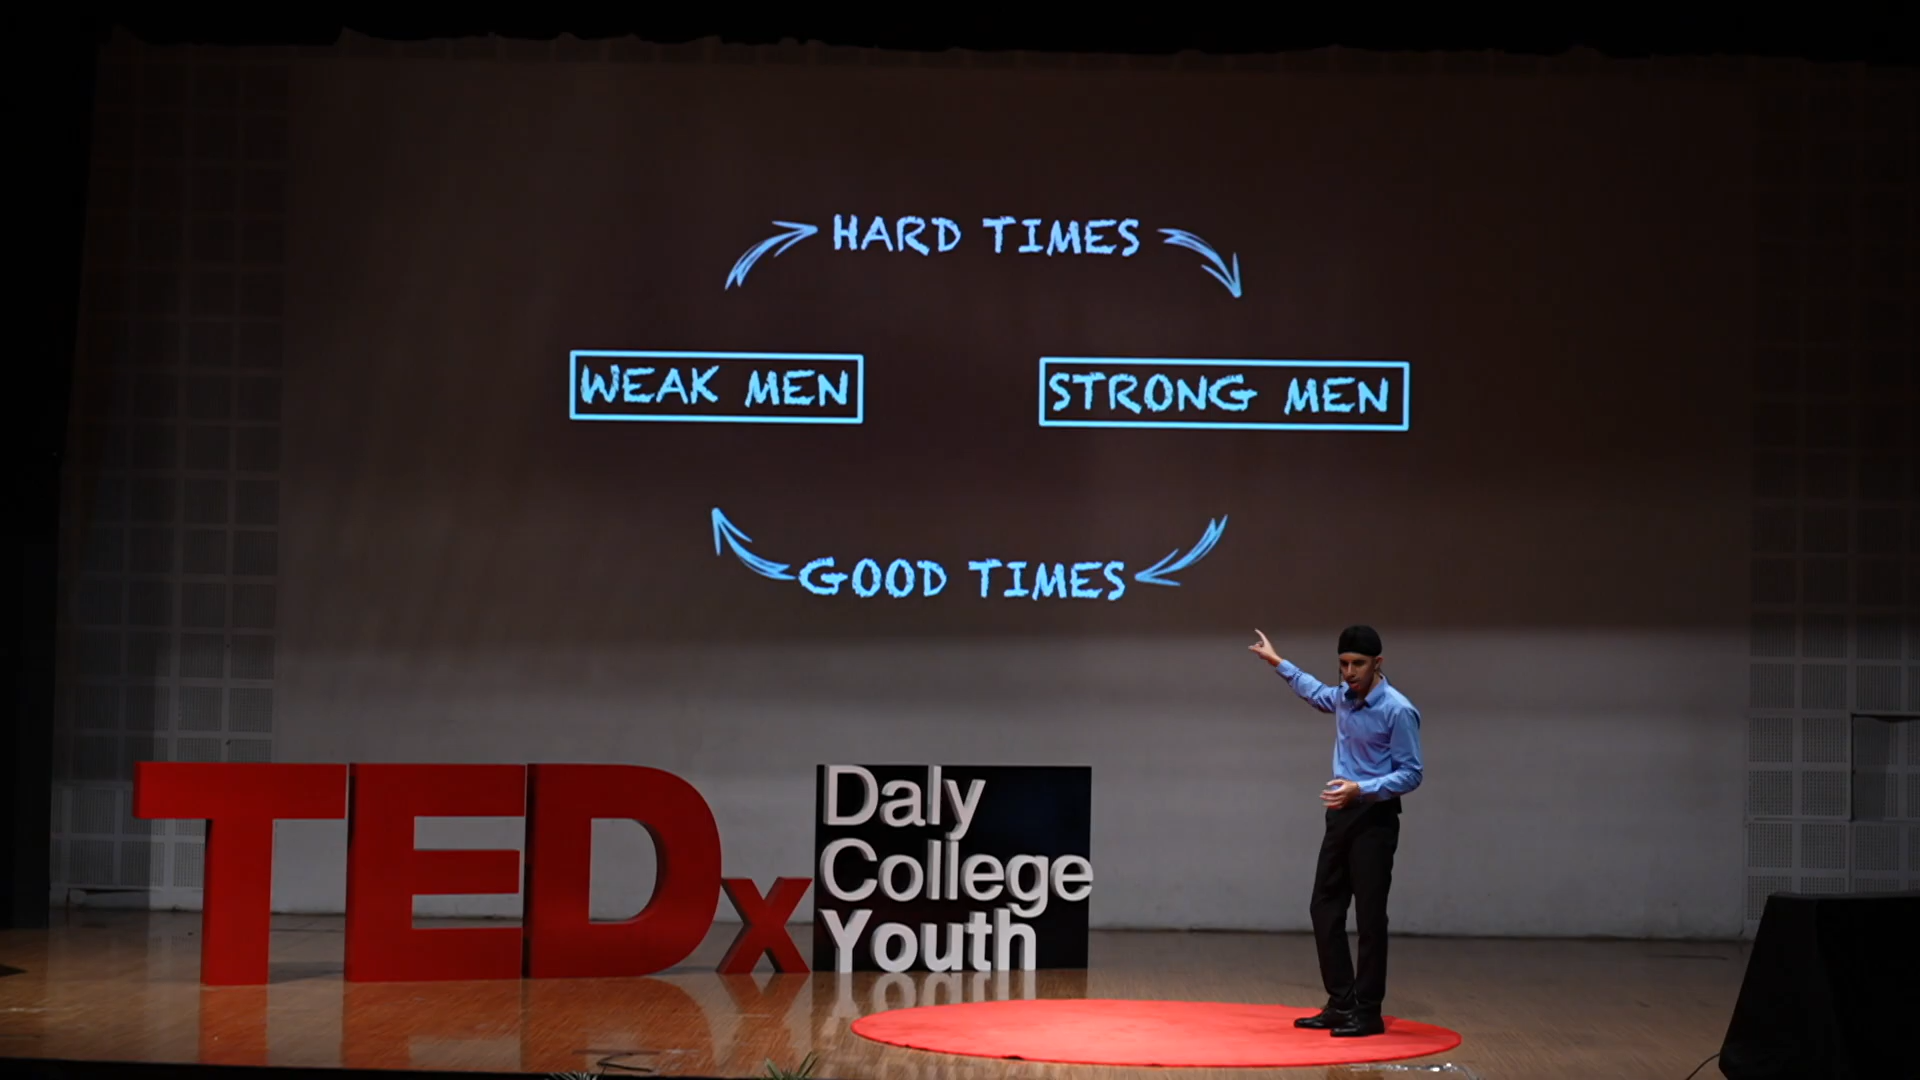 HARD TIMES
WEAK MEN
STRONG MEN
GOOD TIMES
TEDx
Daly
College
Youth